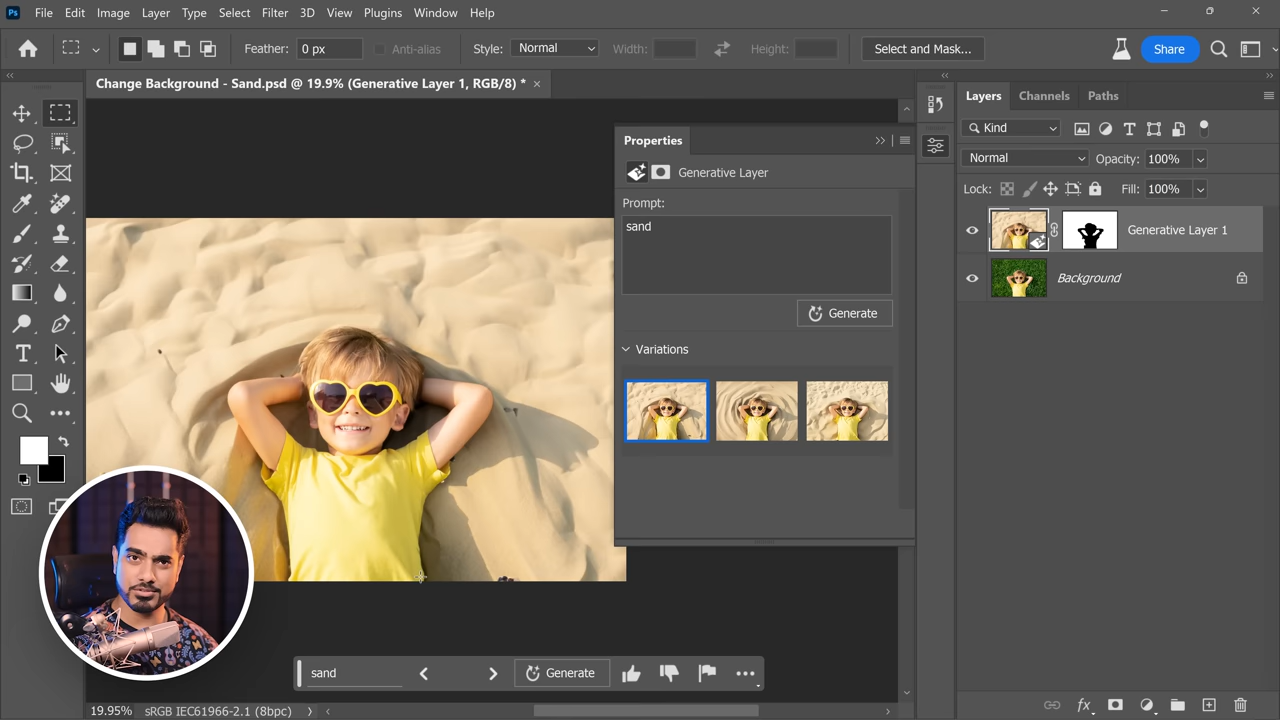 Ps File Edit Image Layer Type Select Filter 3D View Plugins Window Help
Feather: 0 px Anti-alias Style: Normal Width: Height: Select and Mask... Share
Change Background - Sand.psd @ 19.9% (Generative Layer 1, RGB/8) *
Properties
Generative Layer
Prompt:
sand
Generate
Variations
Layers Channels Paths
Kind
Normal Opacity: 100%
Lock: Fill: 100%
Generative Layer 1
Background
T
sand Generate
19.95% sRGB IEC61966-2.1 (8bpc)
fx